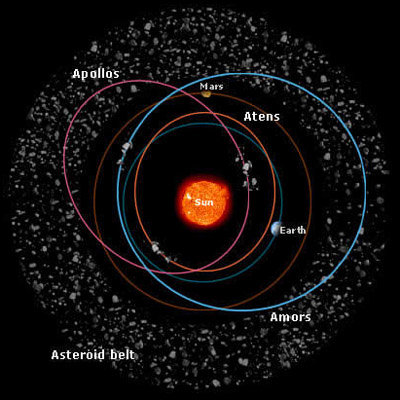 Apollos
Mars
Atens
Sun
Earth
Amors
Asteroid belt